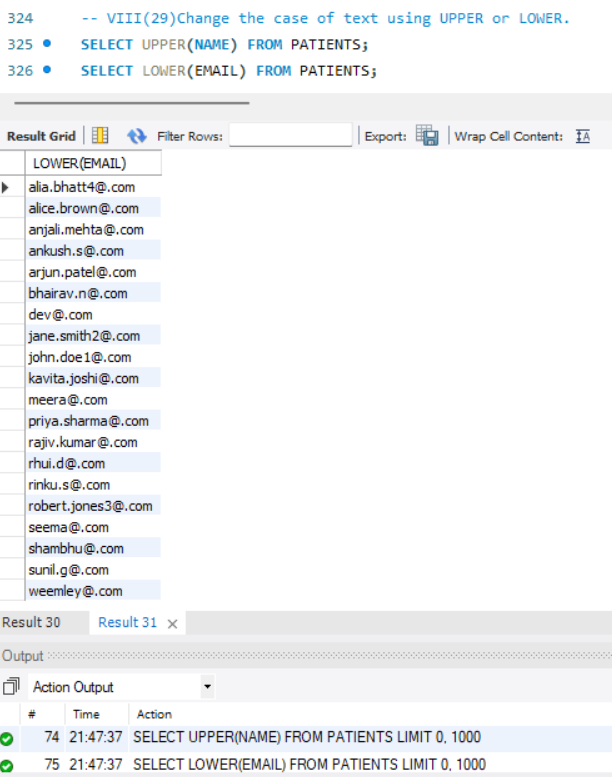 324 -- VIII(29)Change the case of text using UPPER or LOWER.
325 SELECT UPPER(NAME) FROM PATIENTS;
326 SELECT LOWER(EMAIL) FROM PATIENTS;
Result Grid Filter Rows: Export: Wrap Cell Content: IA
LOWER(EMAIL)
alia.bhatt4@.com
alice.brown@.com
anjali.mehta@.com
ankush.s@.com
arjun.patel@.com
bhairav.n@.com
dev@.com
jane.smith2@.com
john.doe1@.com
kavita.joshi@.com
meera@.com
priya.sharma@.com
rajiv.kumar@.com
rhui.d@.com
rinku.s@.com
robert.jones3@.com
seema@.com
shambhu@.com
sunil.g@.com
weemley@.com
Result 30 Result 31
Output
Action Output
# Time Action
74 21:47:37 SELECT UPPER(NAME) FROM PATIENTS LIMIT 0, 1000
75 21:47:37 SELECT LOWER(EMAIL) FROM PATIENTS LIMIT 0, 1000